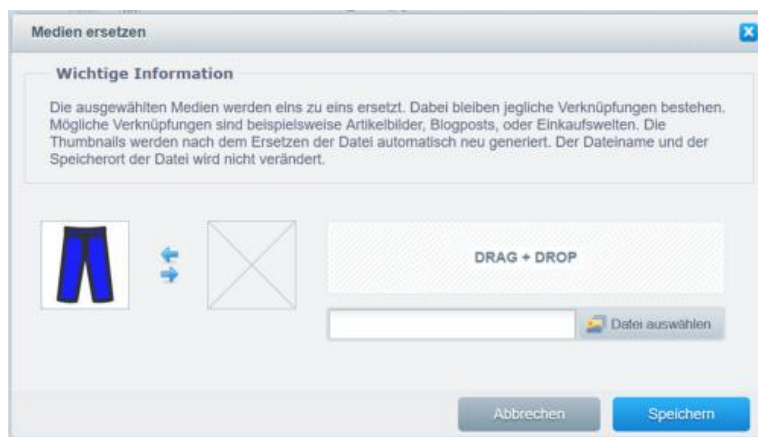 Medien ersetzen
Wichtige Information
Die ausgewählten Medien werden eins zu eins ersetzt. Dabei bleiben jegliche Verknüpfungen bestehen.
Mögliche Verknüpfungen sind beispielsweise Artikelbilder, Blogposts, oder Einkaufswelten. Die
Thumbnails werden nach dem Ersetzen der Datei automatisch neu generiert. Der Dateiname und der
Speicherort der Datei wird nicht verändert.
DRAG + DROP
Datei auswählen
Abbrechen
Speichern